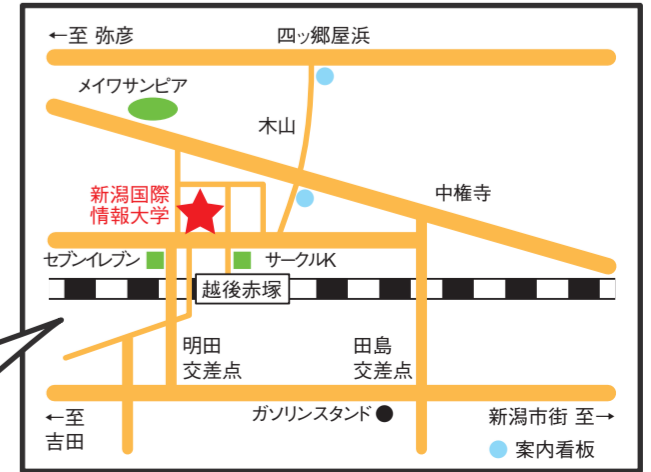 ←至 弥彦
四ッ郷屋浜
メイワサンピア
木山
新潟国際
情報大学
中権寺
セブンイレブン
サークルK
越後赤塚
明田
交差点
田島
交差点
←至
吉田
ガソリンスタンド
新潟市街 至→
案内看板